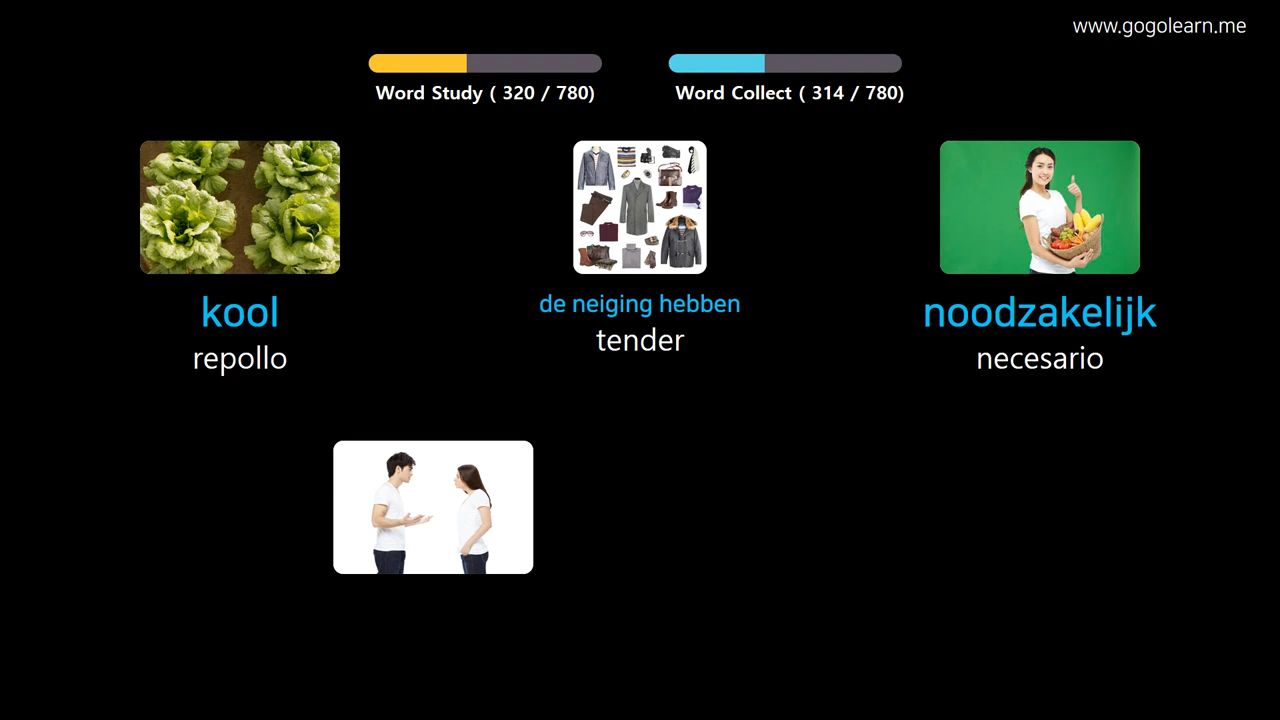 www.gogolearn.me
Word Study ( 320 / 780)
Word Collect ( 314 / 780)
kool
repollo
de neiging hebben
tender
noodzakelijk
necesario